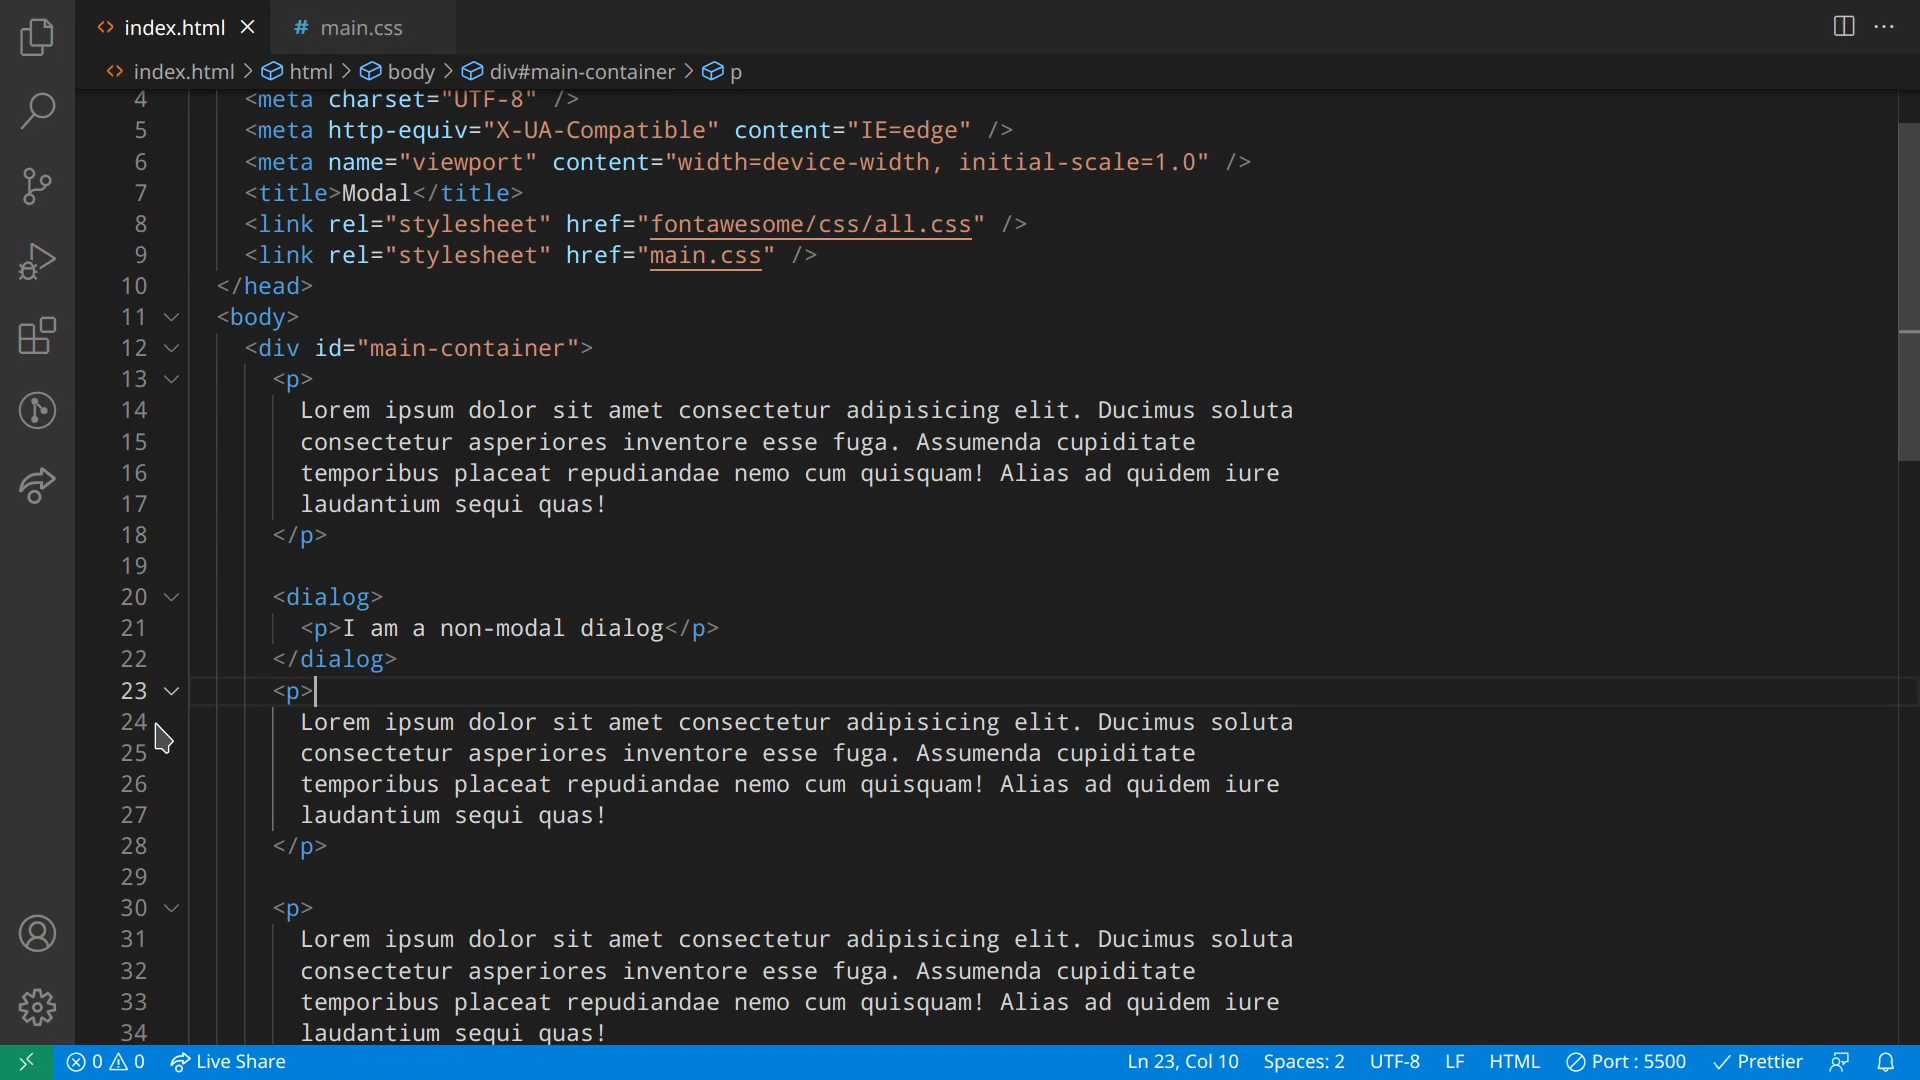 index.html
# main.css
index.html > html > body > div#main-container > p
4 <meta charset="UTF-8" />
5 <meta http-equiv="X-UA-Compatible" content="IE=edge" />
6 <meta name="viewport" content="width=device-width, initial-scale=1.0" />
7 <title>Modal</title>
8 <link rel="stylesheet" href="fontawesome/css/all.css" />
9 <link rel="stylesheet" href="main.css" />
10 </head>
11 <body>
12 <div id="main-container">
13 <p>
14 Lorem ipsum dolor sit amet consectetur adipisicing elit. Ducimus soluta
15 consectetur asperiores inventore esse fuga. Assumenda cupiditate
16 temporibus placeat repudiandae nemo cum quisquam! Alias ad quidem iure
17 laudantium sequi quas!
18 </p>
19
20 <dialog>
21 <p>I am a non-modal dialog</p>
22 </dialog>
23 <p>
24 Lorem ipsum dolor sit amet consectetur adipisicing elit. Ducimus soluta
25 consectetur asperiores inventore esse fuga. Assumenda cupiditate
26 temporibus placeat repudiandae nemo cum quisquam! Alias ad quidem iure
27 laudantium sequi quas!
28 </p>
29
30 <p>
31 Lorem ipsum dolor sit amet consectetur adipisicing elit. Ducimus soluta
32 consectetur asperiores inventore esse fuga. Assumenda cupiditate
33 temporibus placeat repudiandae nemo cum quisquam! Alias ad quidem iure
34 laudantium sequi quas!
0 0 Live Share Ln 23, Col 10 Spaces: 2 UTF-8 LF HTML Port : 5500 Prettier